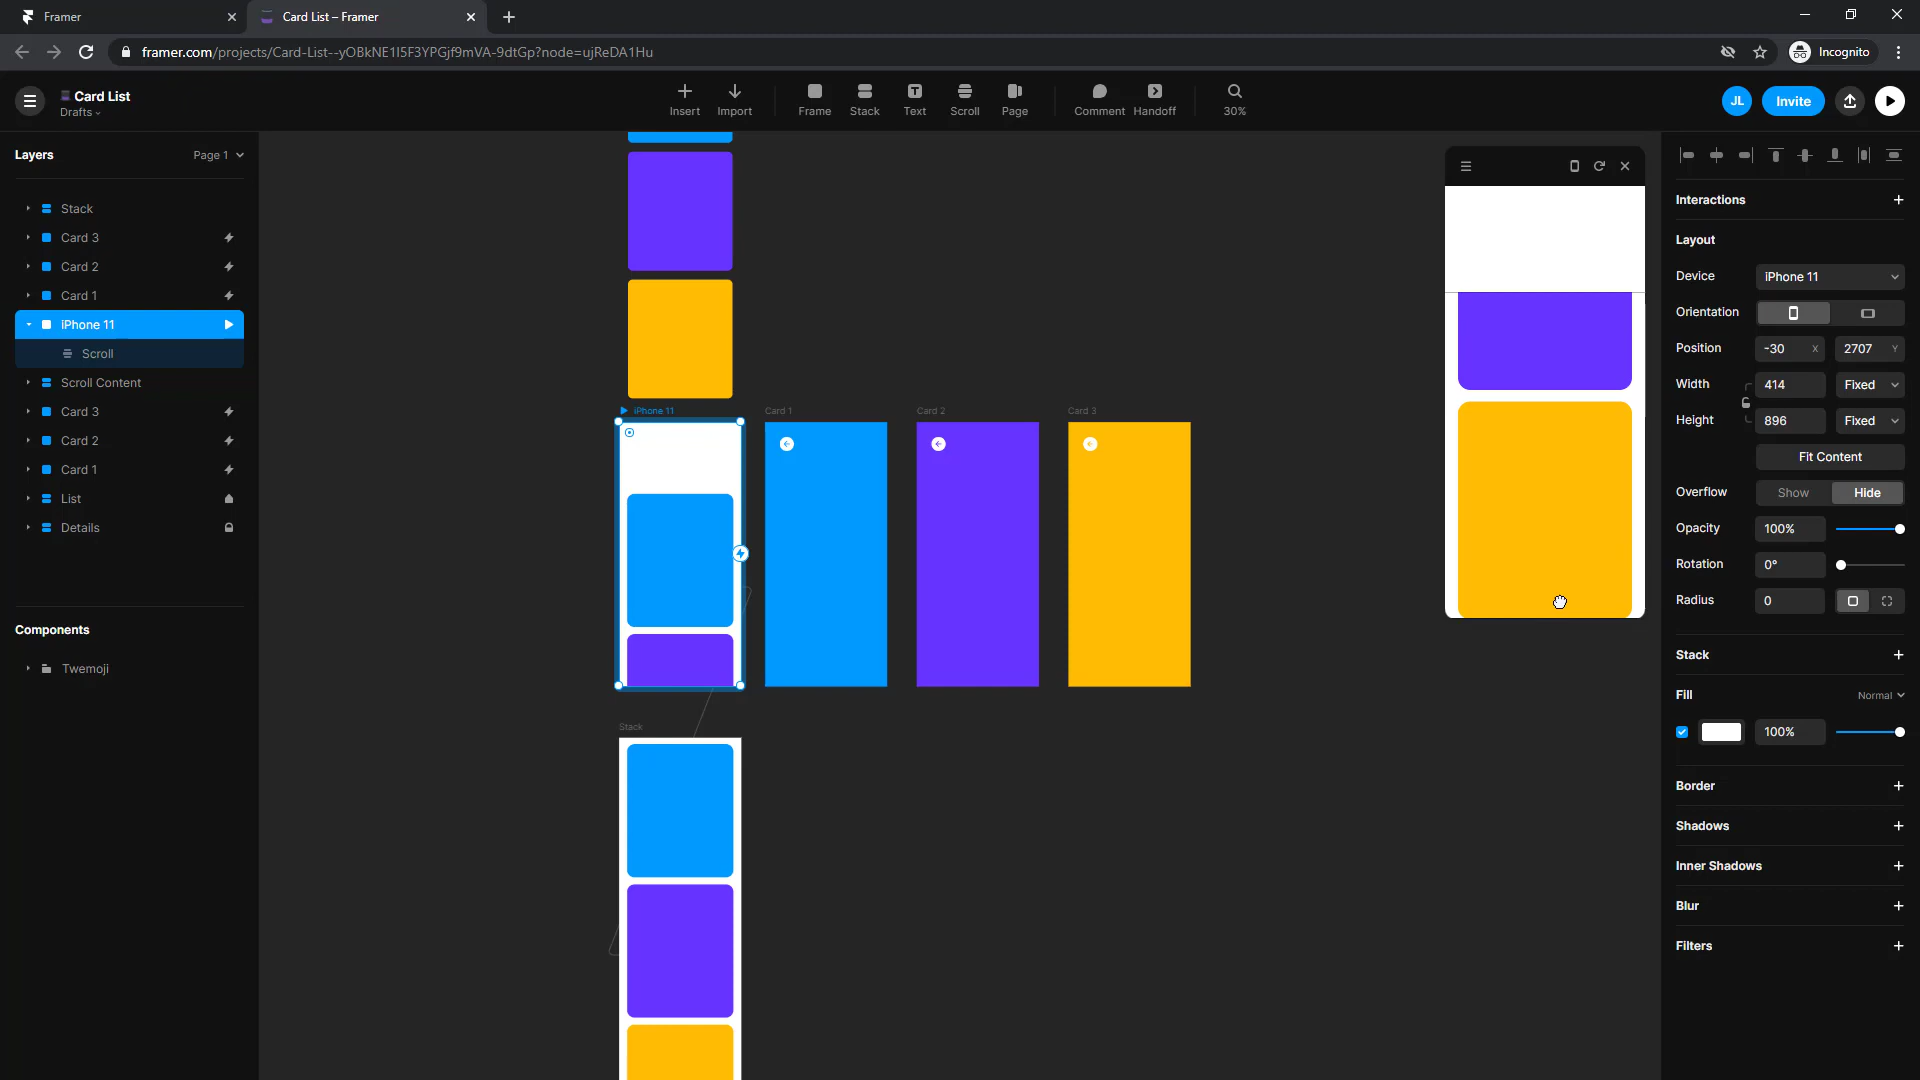 Framer
Card List – Framer
framer.com/projects/Card-List--yOBkNE1I5F3YPGjf9mVA-9dtGp?node=ujReDA1Hu
Incognito
Card List
Drafts
Insert
Import
Frame
Stack
Text
Scroll
Page
Comment
Handoff
30%
JL
Invite
Layers
Page 1
Stack
Card 3
Card 2
Card 1
iPhone 11
Scroll
Scroll Content
Card 3
Card 2
Card 1
List
Details
Components
Twemoji
iPhone 11
Card 1
Card 2
Card 3
Stack
Interactions
Layout
Device
iPhone 11
Orientation
Position
-30 X
2707 Y
Width
414
Fixed
Height
896
Fixed
Fit Content
Overflow
Show
Hide
Opacity
100%
Rotation
0°
Radius
0
Stack
Fill
Normal
100%
Border
Shadows
Inner Shadows
Blur
Filters